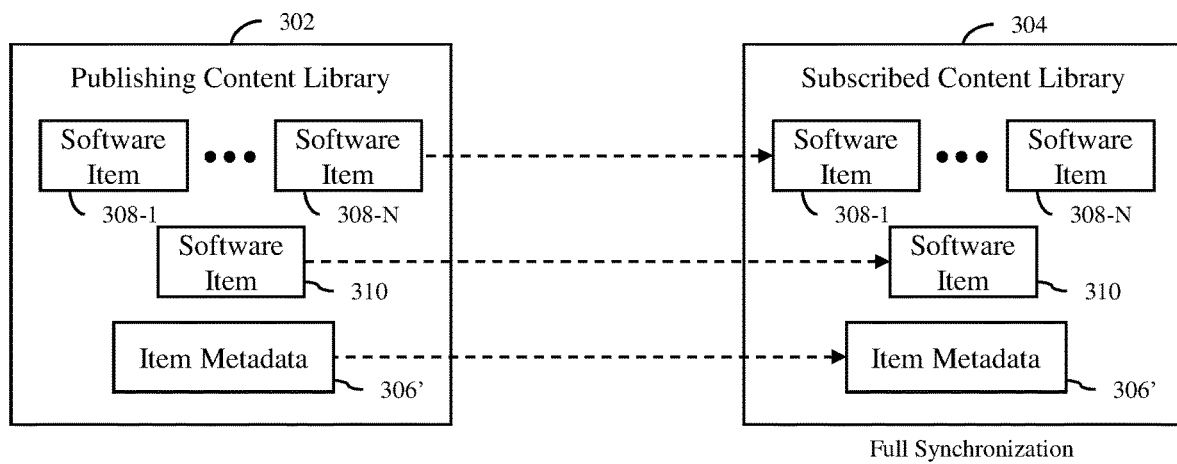 302
304
Publishing Content Library
Subscribed Content Library
Software
Item
Software
Item
Software
Item
Software
Item
308-1
308-N
308-1
308-N
Software
Item
Software
Item
310
310
Item Metadata
Item Metadata
306’
306’
Full Synchronization